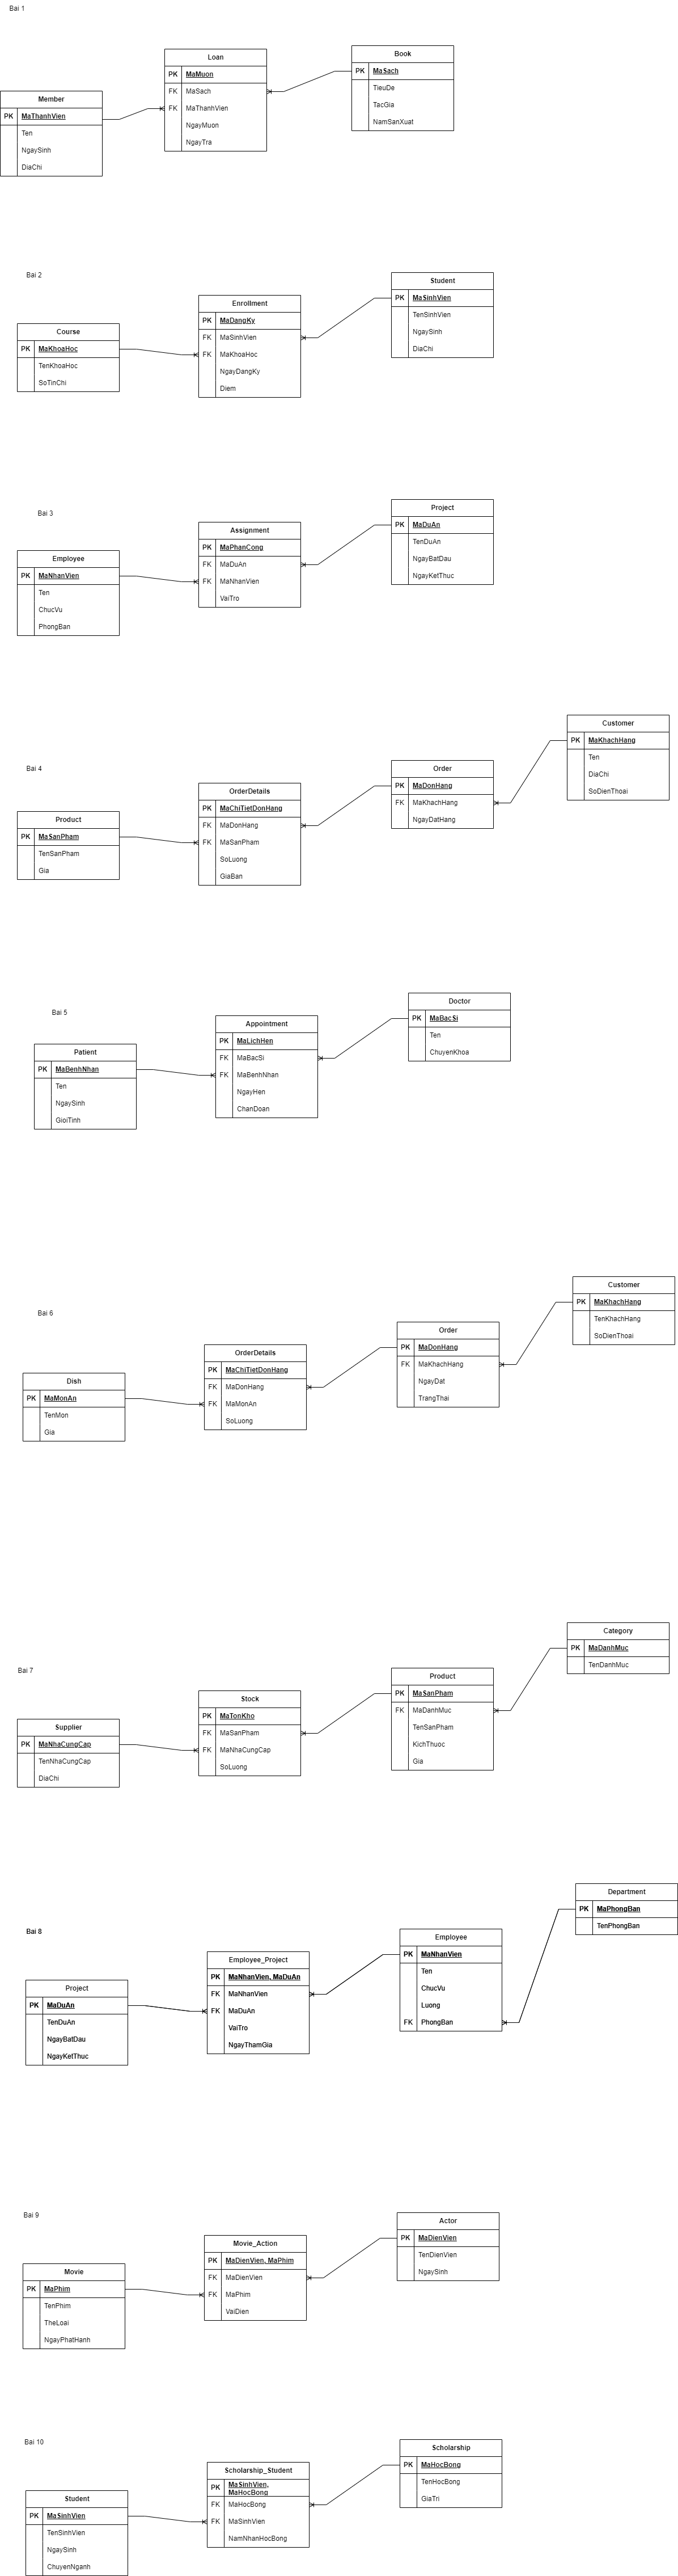 Bai 1
Member
PK MaThanhVien
Ten
NgaySinh
DiaChi
Loan
PK MaMuon
FK MaSach
FK MaThanhVien
NgayMuon
NgayTra
Book
PK MaSach
TieuDe
TacGia
NamSanXuat
Bai 2
Course
PK MaKhoaHoc
TenKhoaHoc
SoTinChi
Enrollment
PK MaDangKy
FK MaSinhVien
FK MaKhoaHoc
NgayDangKy
Diem
Student
PK MaSinhVien
TenSinhVien
NgaySinh
DiaChi
Bai 3
Employee
PK MaNhanVien
Ten
ChucVu
PhongBan
Assignment
PK MaPhanCong
FK MaDuAn
FK MaNhanVien
VaiTro
Project
PK MaDuAn
TenDuAn
NgayBatDau
NgayKetThuc
Bai 4
Product
PK MaSanPham
TenSanPham
Gia
OrderDetails
PK MaChiTietDonHang
FK MaDonHang
FK MaSanPham
SoLuong
GiaBan
Order
PK MaDonHang
FK MaKhachHang
NgayDatHang
Customer
PK MaKhachHang
Ten
DiaChi
SoDienThoai
Bai 5
Patient
PK MaBenhNhan
Ten
NgaySinh
GioiTinh
Appointment
PK MaLichHen
FK MaBacSi
FK MaBenhNhan
NgayHen
ChanDoan
Doctor
PK MaBacSi
Ten
ChuyenKhoa
Bai 6
Dish
PK MaMonAn
TenMon
Gia
OrderDetails
PK MaChiTietDonHang
FK MaDonHang
FK MaMonAn
SoLuong
Order
PK MaDonHang
FK MaKhachHang
NgayDat
TrangThai
Customer
PK MaKhachHang
TenKhachHang
SoDienThoai
Bai 7
Supplier
PK MaNhaCungCap
TenNhaCungCap
DiaChi
Stock
PK MaTonKho
FK MaSanPham
FK MaNhaCungCap
SoLuong
Product
PK MaSanPham
FK MaDanhMuc
TenSanPham
KichThuoc
Gia
Category
PK MaDanhMuc
TenDanhMuc
Bai 8
Project
PK MaDuAn
TenDuAn
NgayBatDau
NgayKetThuc
Employee_Project
PK MaNhanVien, MaDuAn
FK MaNhanVien
FK MaDuAn
VaiTro
NgayThamGia
Employee
PK MaNhanVien
Ten
ChucVu
Luong
FK PhongBan
Department
PK MaPhongBan
TenPhongBan
Bai 9
Movie
PK MaPhim
TenPhim
TheLoai
NgayPhatHanh
Movie_Action
PK MaDienVien, MaPhim
FK MaDienVien
FK MaPhim
VaiDien
Actor
PK MaDienVien
TenDienVien
NgaySinh
Bai 10
Student
PK MaSinhVien
TenSinhVien
NgaySinh
ChuyenNganh
Scholarship_Student
PK MaSinhVien,
MaHocBong
FK MaHocBong
FK MaSinhVien
NamNhanHocBong
Scholarship
PK MaHocBong
TenHocBong
GiaTri